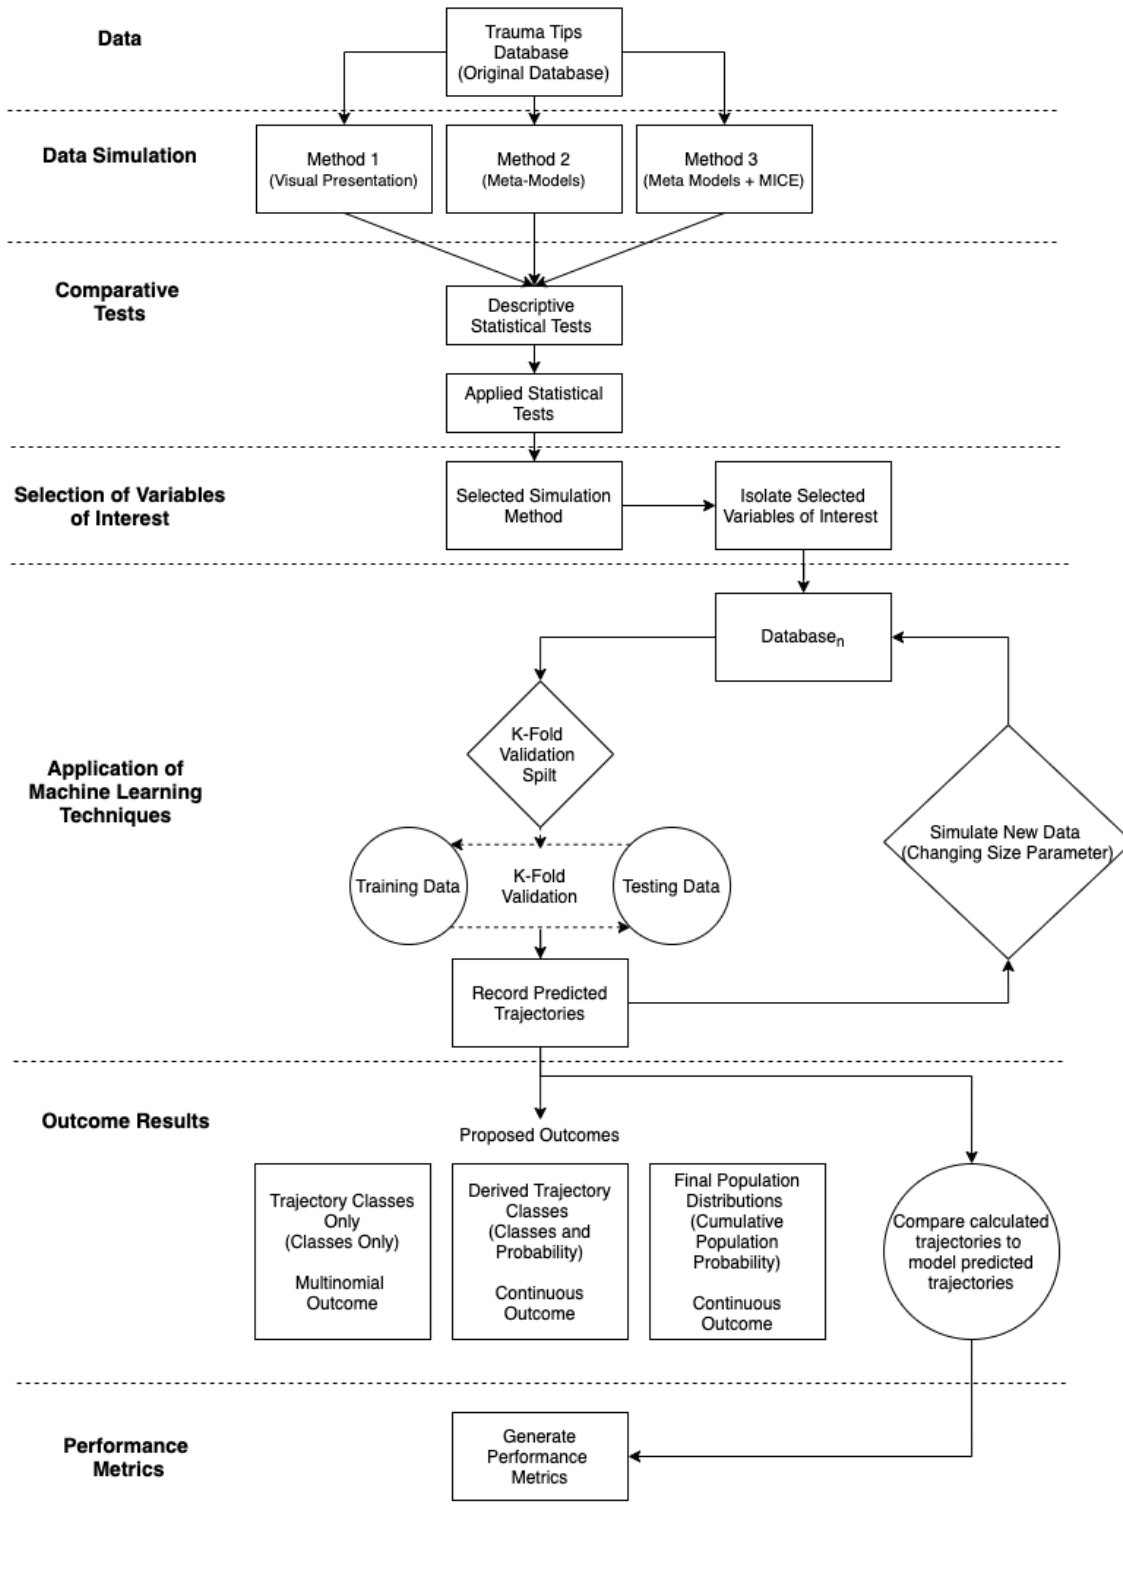 Data
Trauma Tips
Database
(Original Database)
Data Simulation
Method 1
(Visual Presentation)
Method 2
(Meta-Models)
Method 3
(Meta Models + MICE)
Comparative
Tests
Descriptive
Statistical Tests
Applied Statistical
Tests
Selection of Variables
of Interest
Selected Simulation
Method
Isolate Selected
Variables of Interest
Application of
Machine Learning
Techniques
Databasen
K-Fold
Validation
Spilt
Training Data
K-Fold
Validation
Testing Data
Simulate New Data
(Changing Size Parameter)
Record Predicted
Trajectories
Outcome Results
Proposed Outcomes
Trajectory Classes
Only
(Classes Only)
Multinomial
Outcome
Derived Trajectory
Classes
(Classes and
Probability)
Continuous
Outcome
Final Population
Distributions
(Cumulative
Population
Probability)
Continuous
Outcome
Compare calculated
trajectories to
model predicted
trajectories
Performance
Metrics
Generate
Performance
Metrics